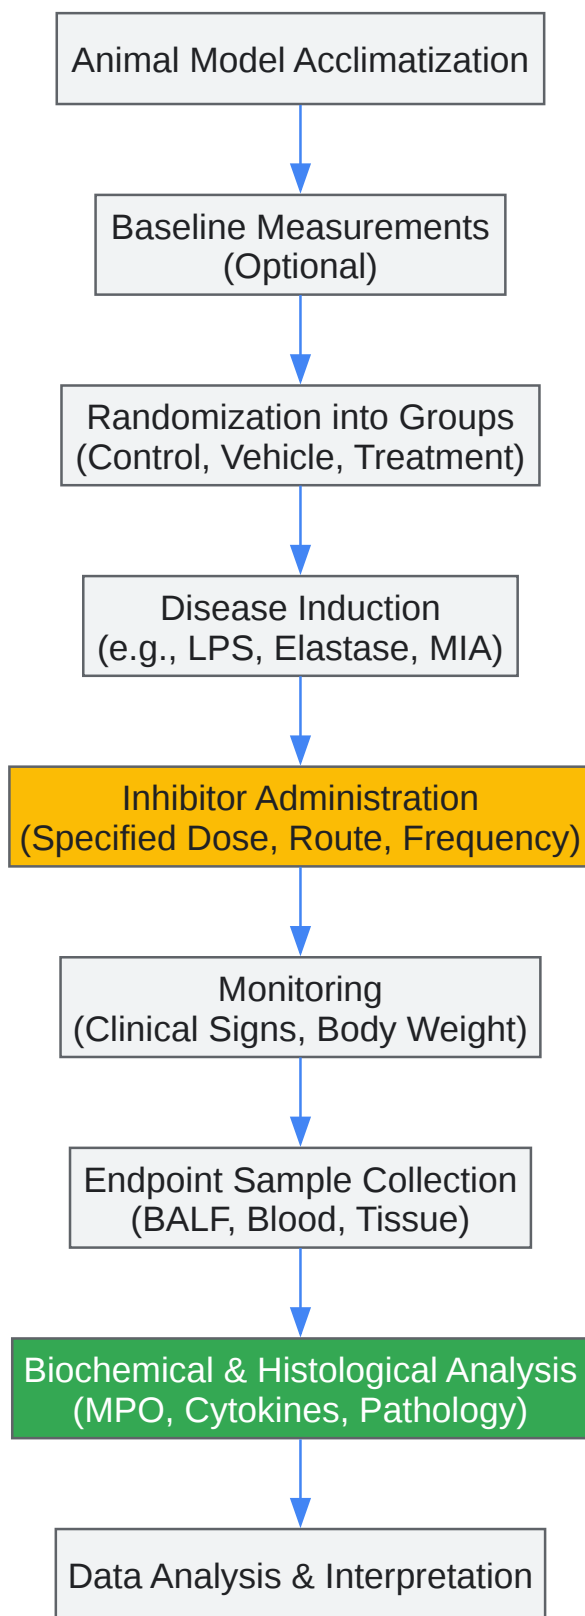 Animal Model Acclimatization
Baseline Measurements
(Optional)
Randomization into Groups
(Control, Vehicle, Treatment)
Disease Induction
(e.g., LPS, Elastase, MIA)
Inhibitor Administration
(Specified Dose, Route, Frequency)
Monitoring
(Clinical Signs, Body Weight)
Endpoint Sample Collection
(BALF, Blood, Tissue)
Biochemical & Histological Analysis
(MPO, Cytokines, Pathology)
Data Analysis & Interpretation